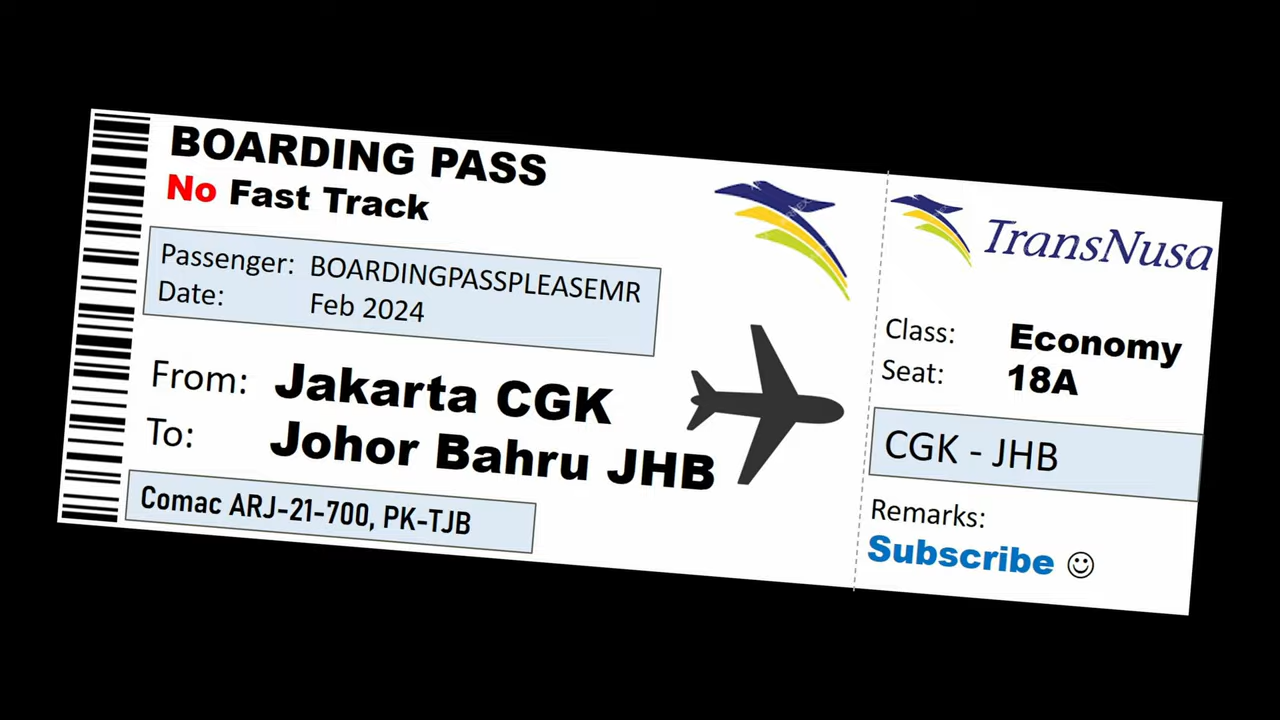 BOARDING PASS
No Fast Track
Passenger: BOARDINGPASSPLEASEMR
Date: Feb 2024
From: Jakarta CGK
To: Johor Bahru JHB
Comac ARJ-21-700, PK-TJB
TransNusa
Class: Economy
Seat: 18A
CGK - JHB
Remarks:
Subscribe ☺